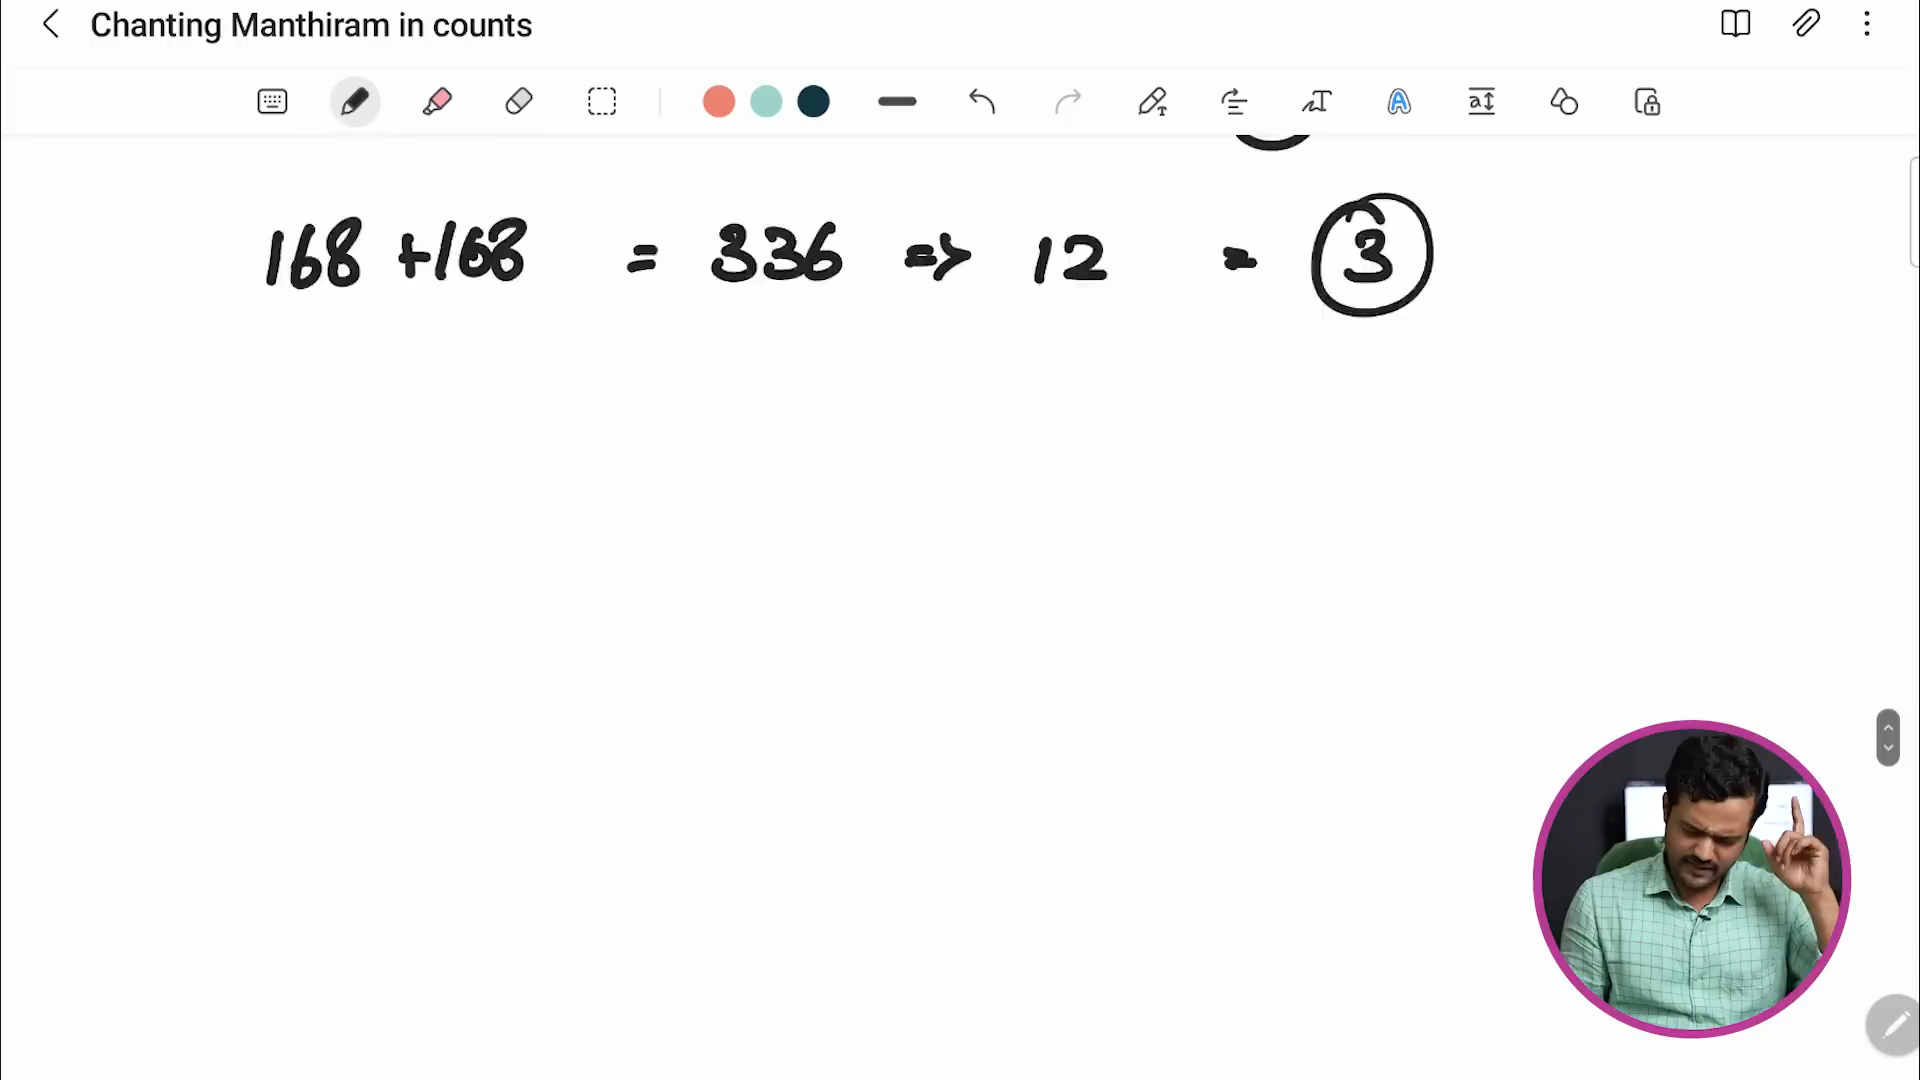 Chanting Manthiram in counts
168 +168 = 336 => 12 = 3